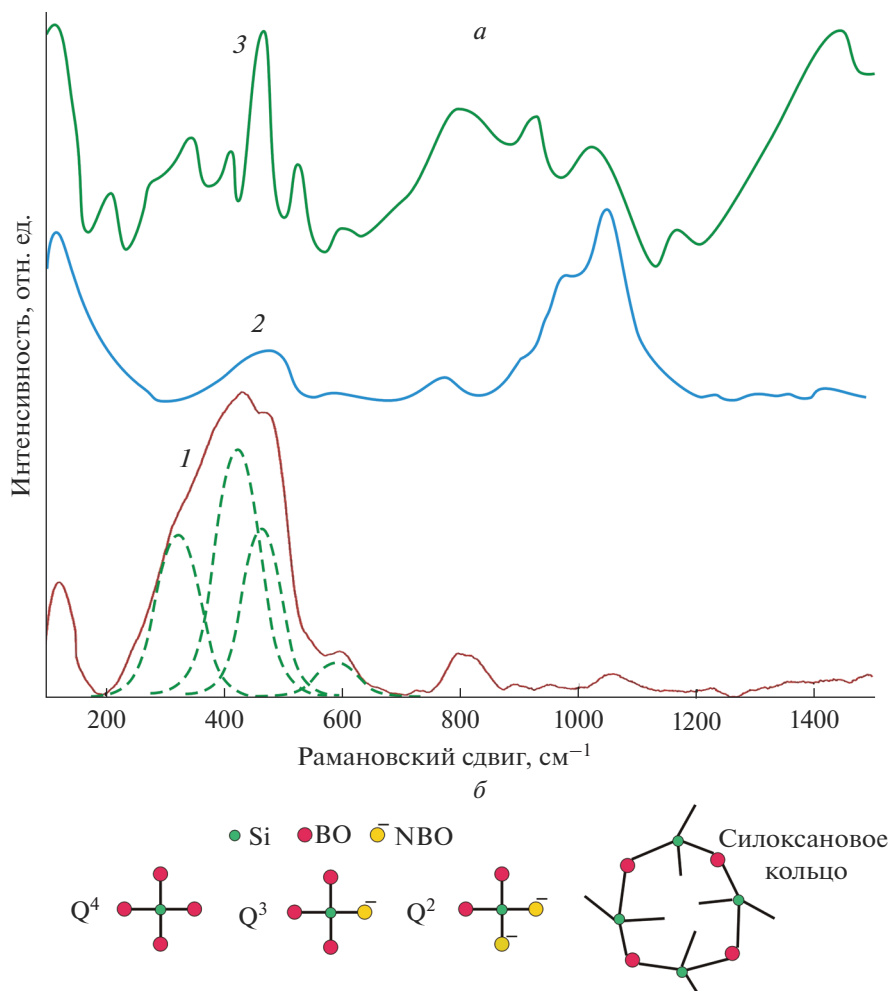 а
3
2
1
Интенсивность, отн. ед.
200 400 600 800 1000 1200 1400
Рамановский сдвиг, см⁻¹
б
Si BO NBO
Q⁴ Q³ Q²
Силоксановое
кольцо